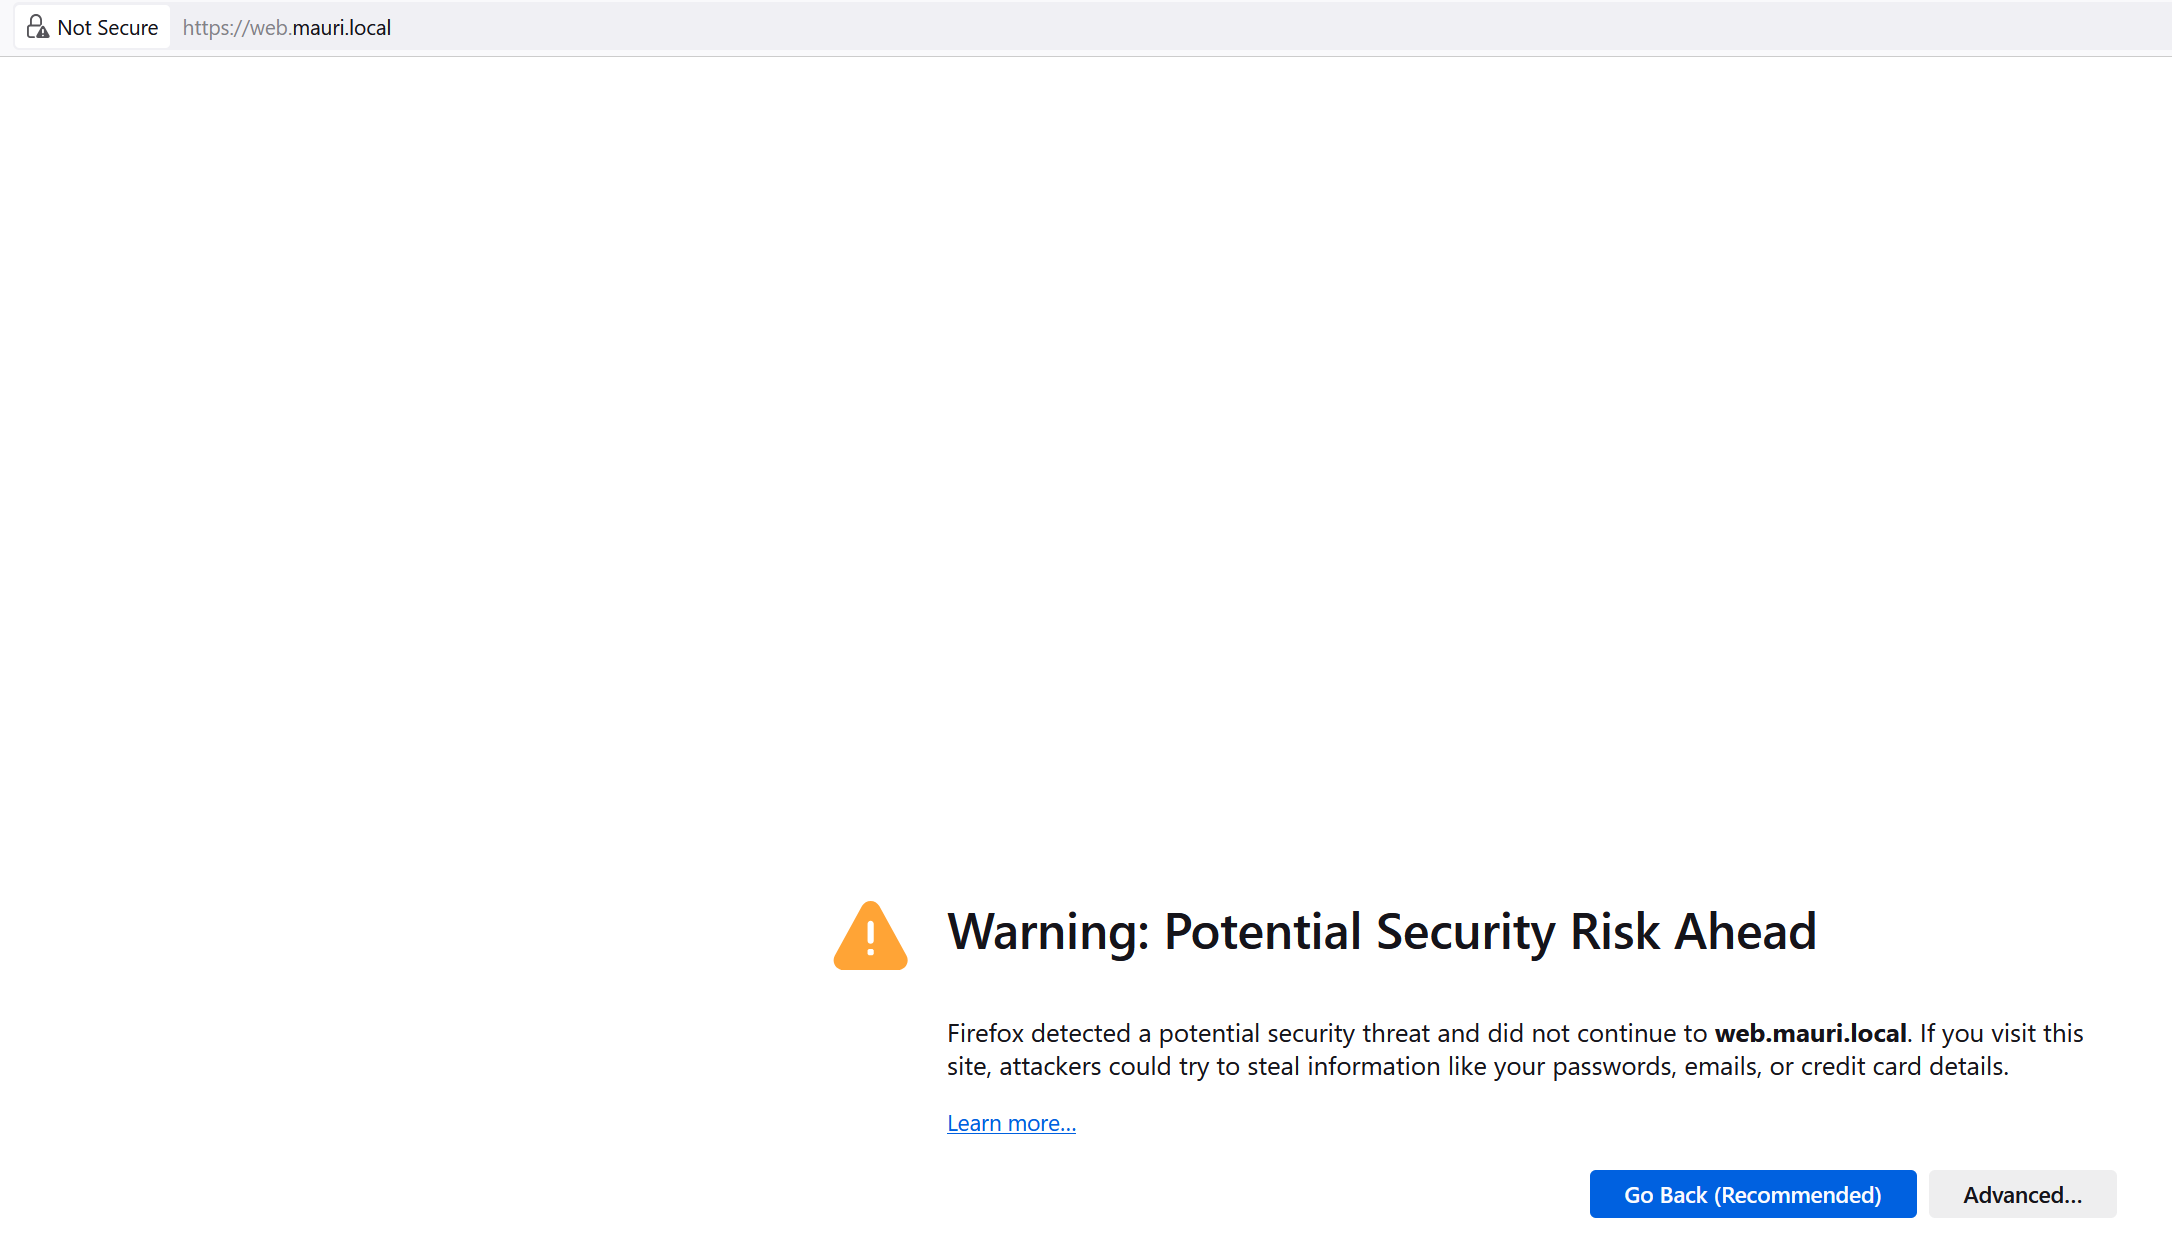 Not Secure https://web.mauri.local
Warning: Potential Security Risk Ahead
Firefox detected a potential security threat and did not continue to web.mauri.local. If you visit this
site, attackers could try to steal information like your passwords, emails, or credit card details.
Learn more...
Go Back (Recommended) Advanced...